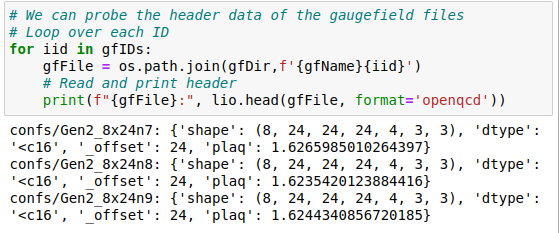 # We can probe the header data of the gaugefield files
# Loop over each ID
for iid in gfIDs:
    gfFile = os.path.join(gfDir,f'{gfName}{iid}')
    # Read and print header
    print(f"{gfFile}:", lio.head(gfFile, format='openqcd'))
confs/Gen2_8x24n7: {'shape': (8, 24, 24, 24, 4, 3, 3), 'dtype':
'<c16', '_offset': 24, 'plaq': 1.6265985010264397}
confs/Gen2_8x24n8: {'shape': (8, 24, 24, 24, 4, 3, 3), 'dtype':
'<c16', '_offset': 24, 'plaq': 1.6235420123884416}
confs/Gen2_8x24n9: {'shape': (8, 24, 24, 24, 4, 3, 3), 'dtype':
'<c16', '_offset': 24, 'plaq': 1.6244340856720185}